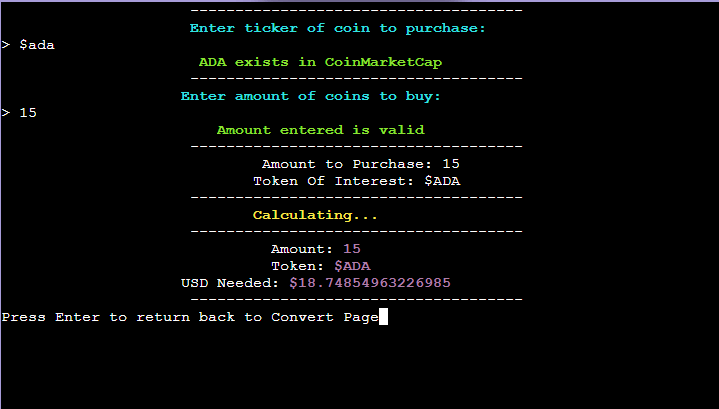 -------------------------------------
Enter ticker of coin to purchase:
> $ada
ADA exists in CoinMarketCap
-------------------------------------
Enter amount of coins to buy:
> 15
Amount entered is valid
-------------------------------------
Amount to Purchase: 15
Token Of Interest: $ADA
-------------------------------------
Calculating...
-------------------------------------
Amount: 15
Token: $ADA
USD Needed: $18.74854963226985
-------------------------------------
Press Enter to return back to Convert Page